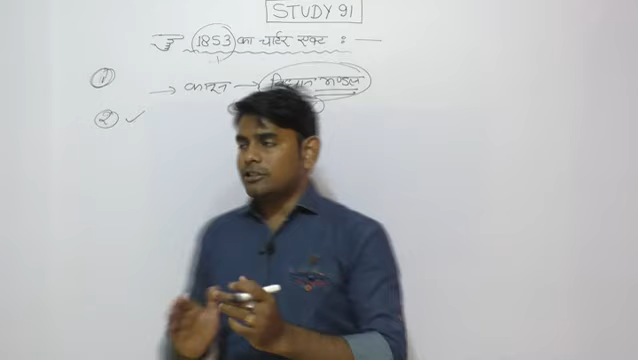 STUDY 91
☞ 1853 का चार्टर एक्ट : —
①
→ कानून → विधान मण्डल
② ✓